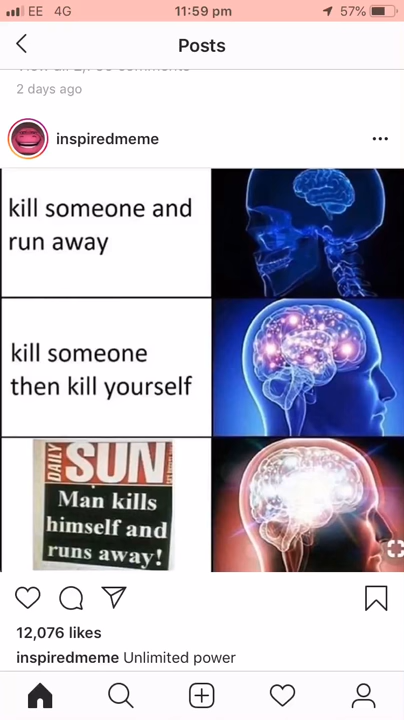 EE 4G 11:59 pm 57%
Posts
2 days ago
inspiredmeme
kill someone and
run away
kill someone
then kill yourself
DAILY SUN
Man kills
himself and
runs away!
12,076 likes
inspiredmeme Unlimited power